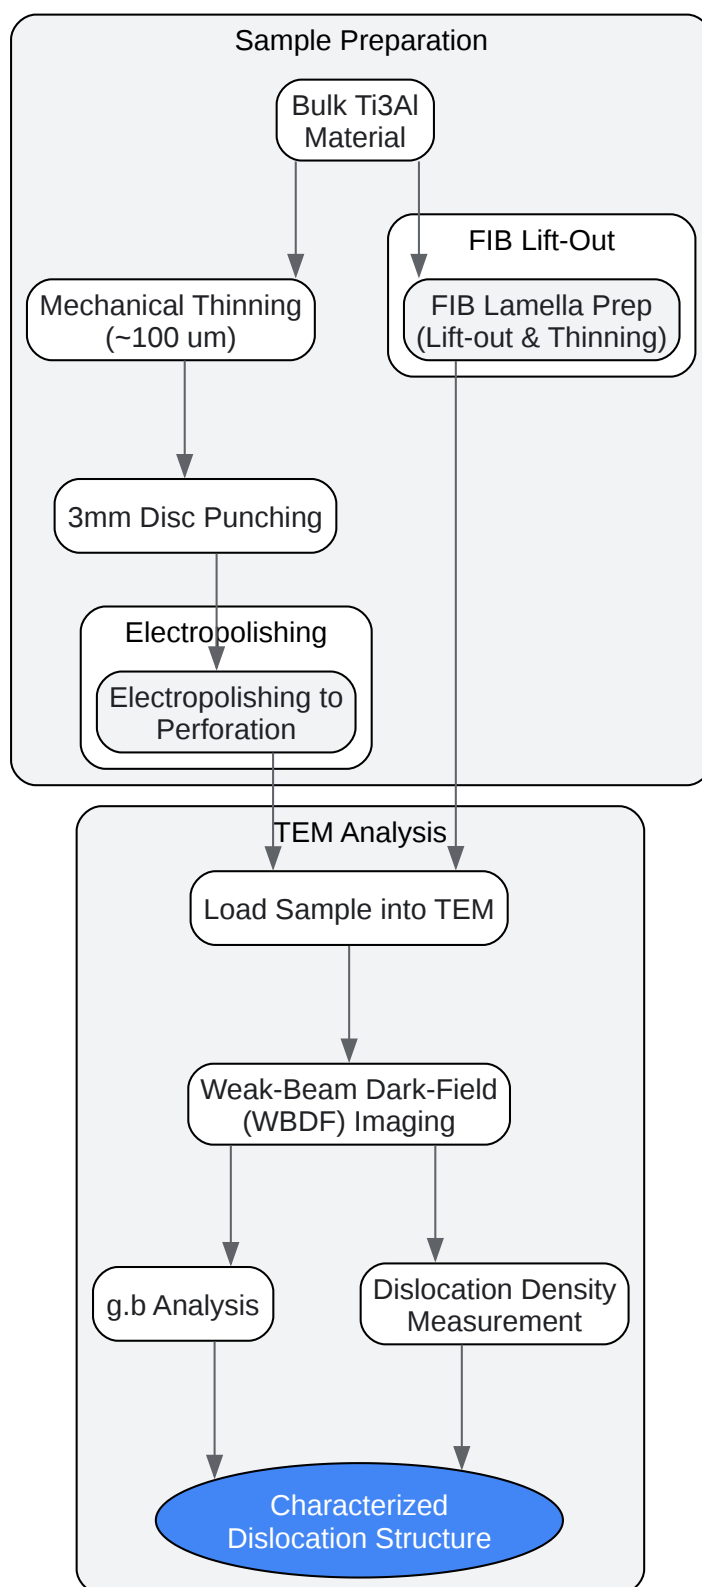 Sample Preparation
Bulk Ti3Al
Material
FIB Lift-Out
Mechanical Thinning
(~100 um)
FIB Lamella Prep
(Lift-out & Thinning)
3mm Disc Punching
Electropolishing
Electropolishing to
Perforation
TEM Analysis
Load Sample into TEM
Weak-Beam Dark-Field
(WBDF) Imaging
g.b Analysis
Dislocation Density
Measurement
Characterized
Dislocation Structure